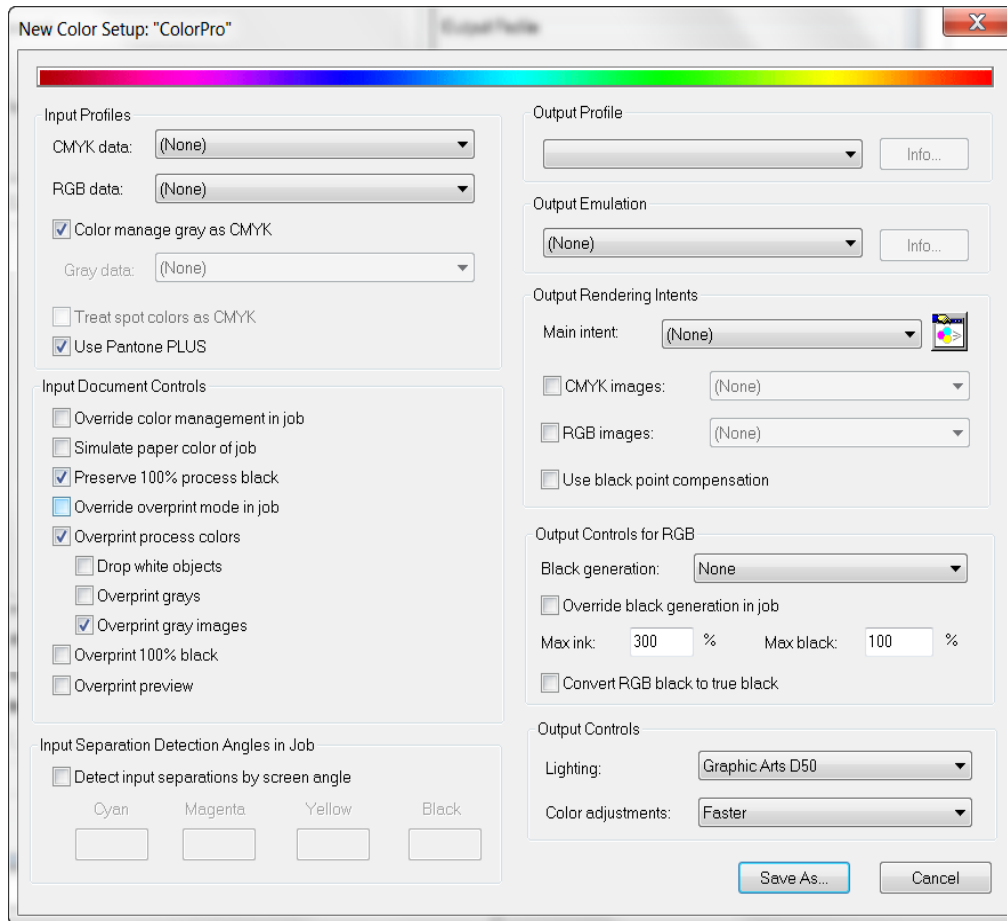 New Color Setup: "ColorPro"
Output Profile
X
Input Profiles
CMYK data: (None)
RGB data: (None)
Color manage gray as CMYK
Gray data: (None)
Treat spot colors as CMYK
Use Pantone PLUS
Input Document Controls
Override color management in job
Simulate paper color of job
Preserve 100% process black
Override overprint mode in job
Overprint process colors
Drop white objects
Overprint grays
Overprint gray images
Overprint 100% black
Overprint preview
Input Separation Detection Angles in Job
Detect input separations by screen angle
Cyan Magenta Yellow Black
Output Profile
Info...
Output Emulation
(None) Info...
Output Rendering Intents
Main intent: (None)
CMYK images: (None)
RGB images: (None)
Use black point compensation
Output Controls for RGB
Black generation: None
Override black generation in job
Max ink: 300 % Max black: 100 %
Convert RGB black to true black
Output Controls
Lighting: Graphic Arts D50
Color adjustments: Faster
Save As... Cancel